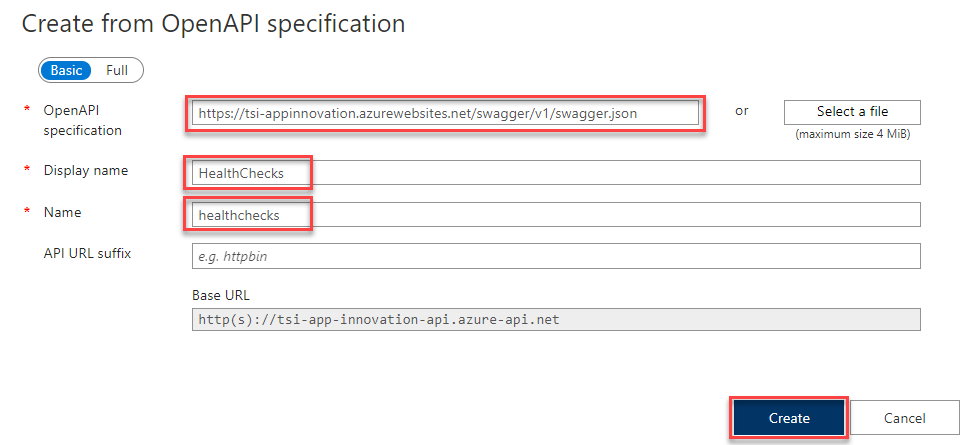 Create from OpenAPI specification
Basic Full
* OpenAPI specification
https://tsi-appinnovation.azurewebsites.net/swagger/v1/swagger.json
or
Select a file
(maximum size 4 MiB)
* Display name
HealthChecks
* Name
healthchecks
API URL suffix
e.g. httpbin
Base URL
http(s)://tsi-app-innovation-api.azure-api.net
Create
Cancel